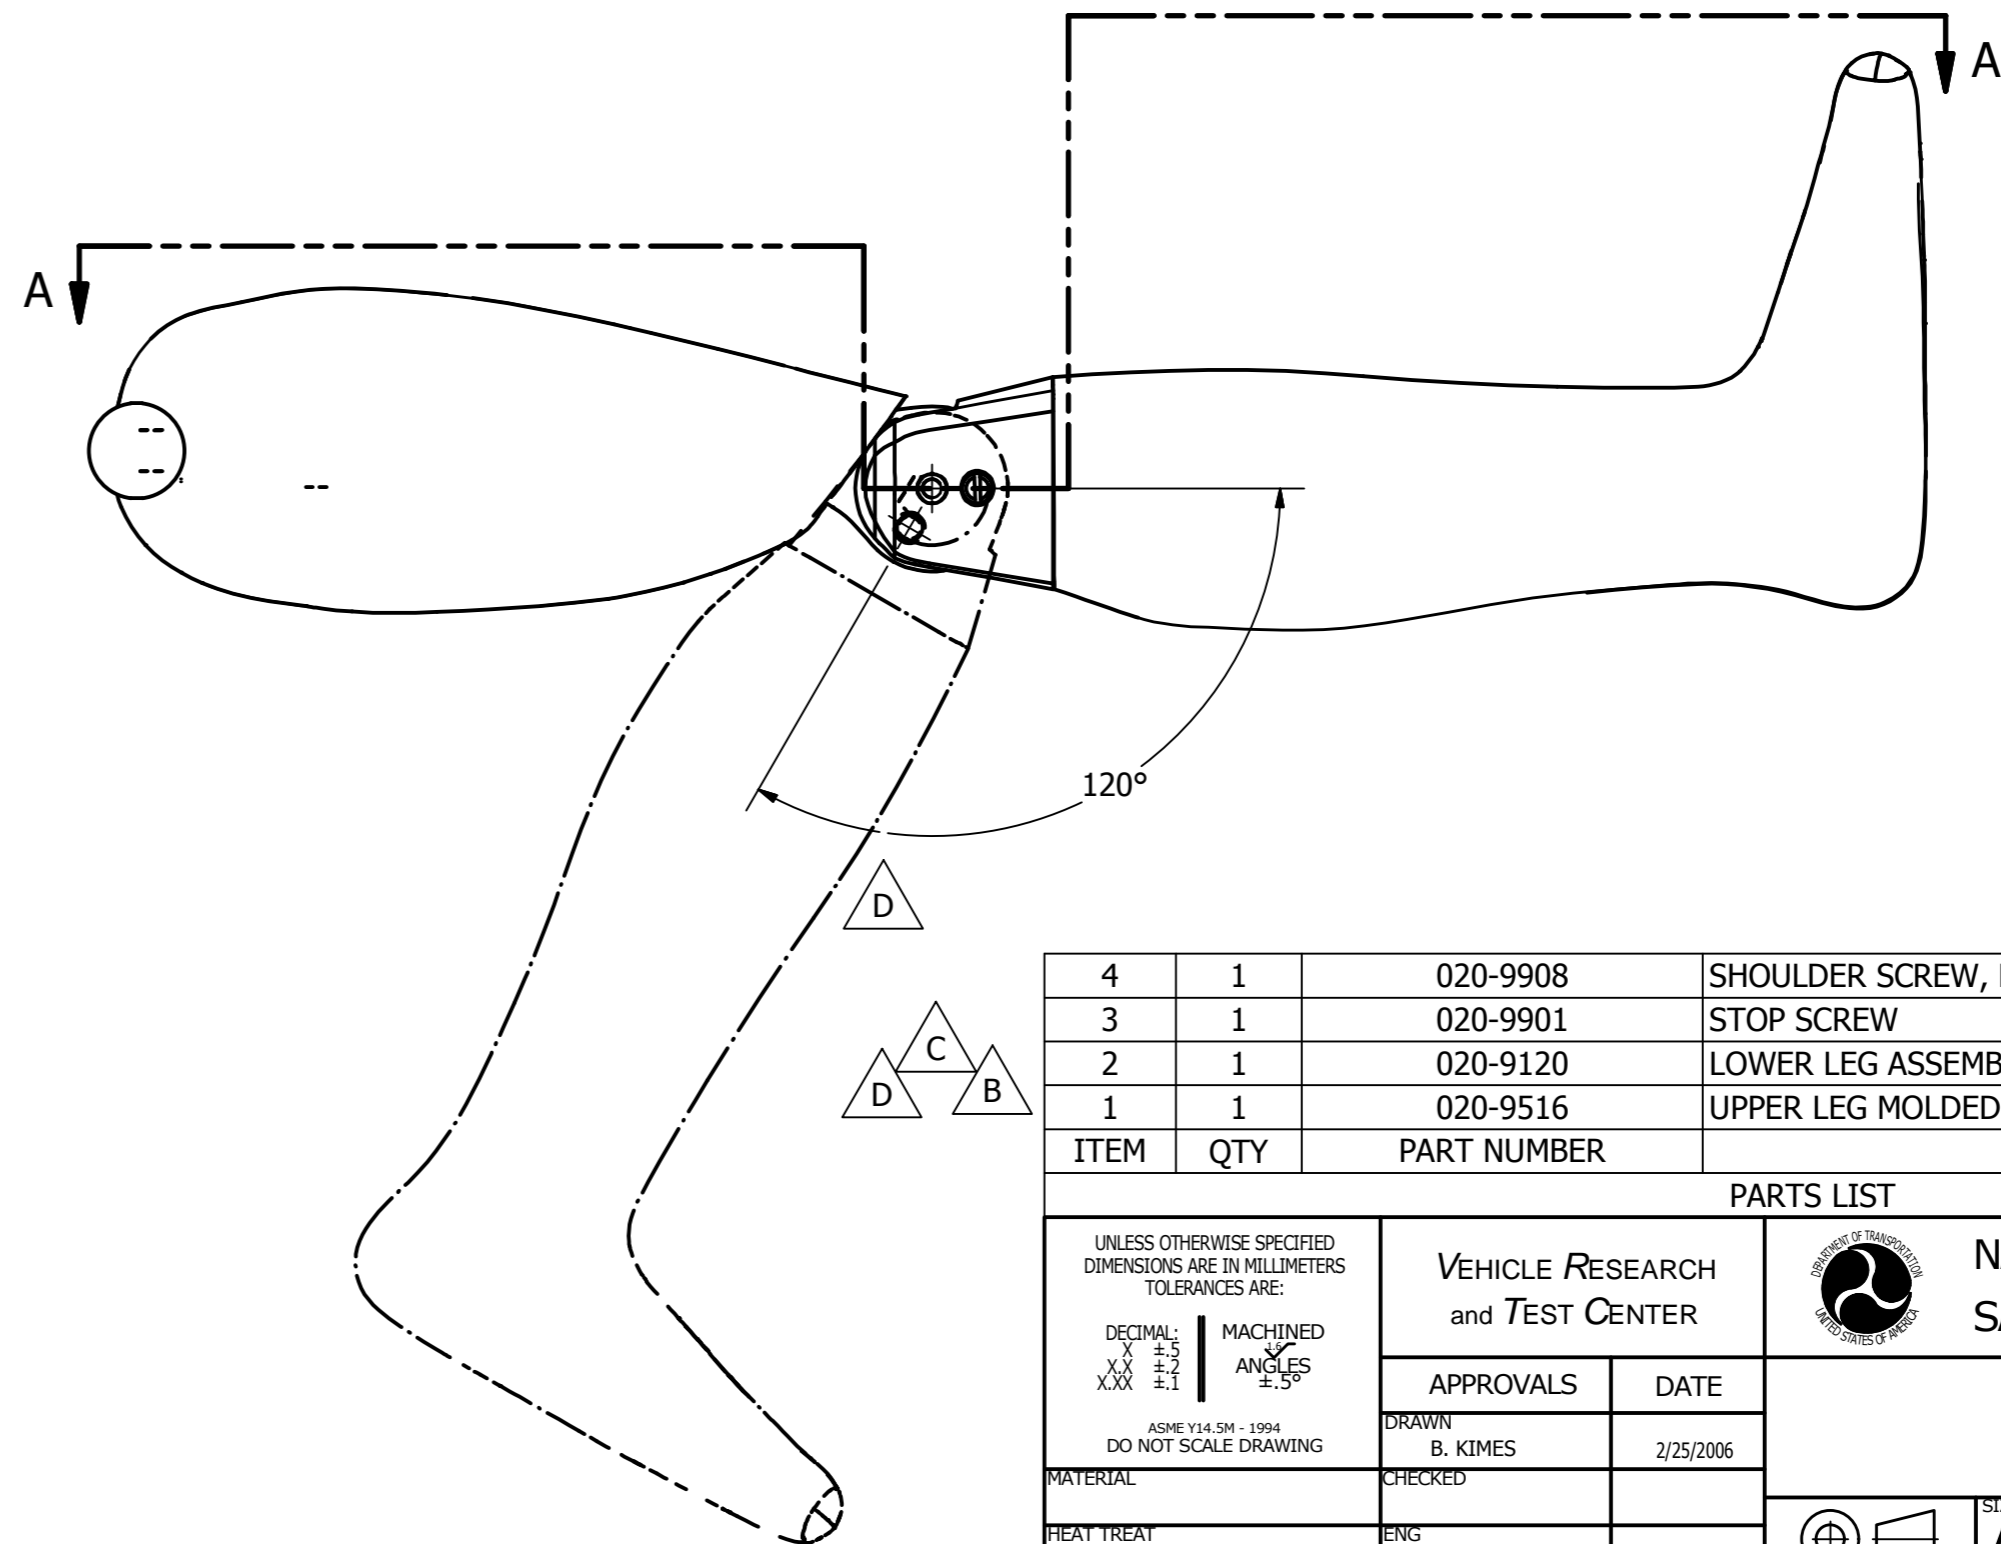 A
A
120°
D
C
D
B
4 1 020-9908 SHOULDER SCREW,
3 1 020-9901 STOP SCREW
2 1 020-9120 LOWER LEG ASSEMB
1 1 020-9516 UPPER LEG MOLDED
ITEM QTY PART NUMBER
PARTS LIST
UNLESS OTHERWISE SPECIFIED
DIMENSIONS ARE IN MILLIMETERS
TOLERANCES ARE:
DECIMAL:
X ±.5
X.X ±.2
X.XX ±.1
MACHINED
1.6
ANGLES
±.5°
ASME Y14.5M - 1994
DO NOT SCALE DRAWING
MATERIAL
HEAT TREAT
VEHICLE RESEARCH
and TEST CENTER
APPROVALS DATE
DRAWN
B. KIMES 2/25/2006
CHECKED
ENG
DEPARTMENT OF TRANSPORTATION
UNITED STATES OF AMERICA